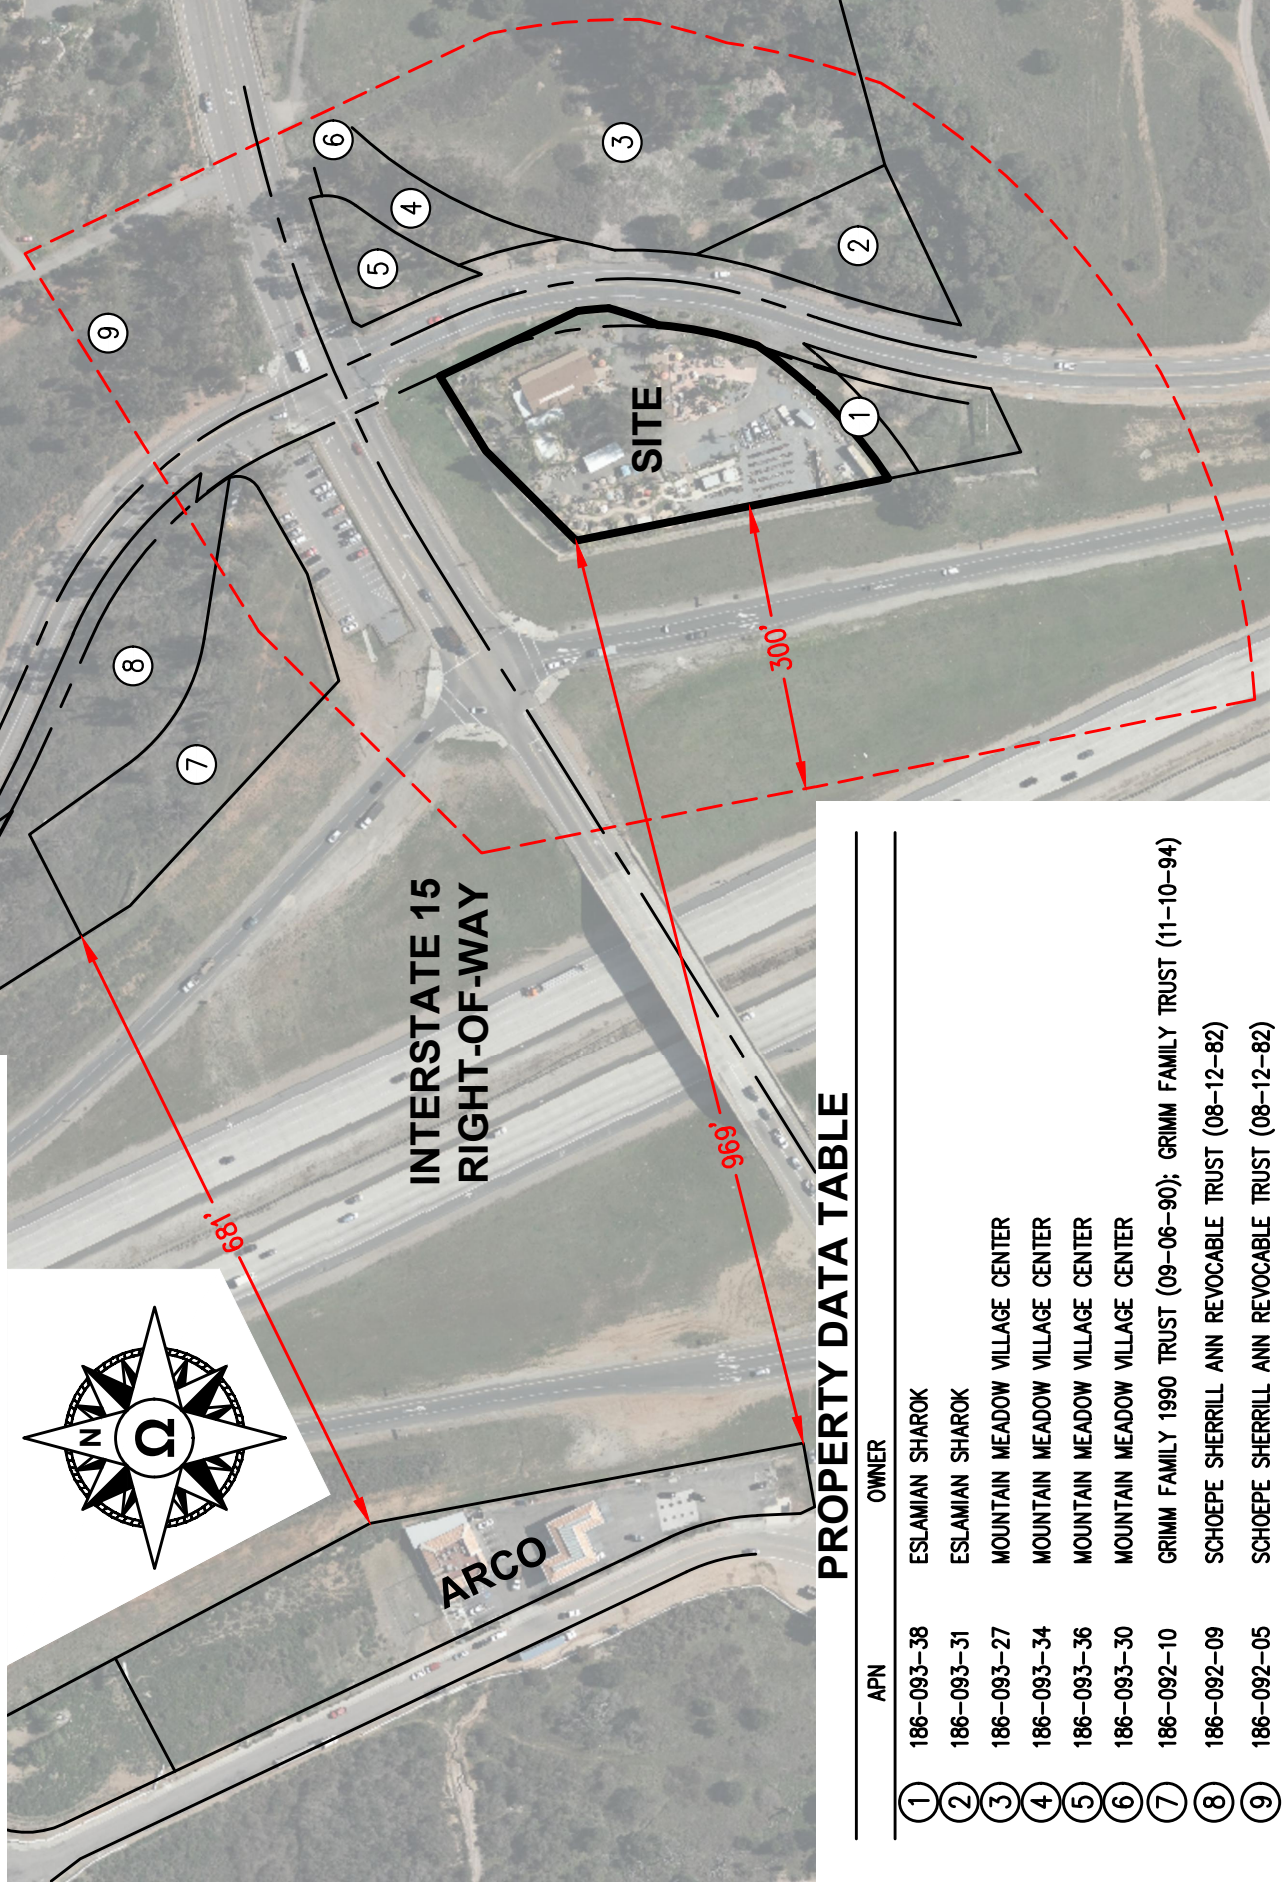 N
Ω
681'
INTERSTATE 15
RIGHT-OF-WAY
ARCO
969'
300'
SITE
9
8
7
6
5
4
3
2
1
PROPERTY DATA TABLE
APN OWNER
1 186-093-38 ESLAMIAN SHAROK
2 186-093-31 ESLAMIAN SHAROK
3 186-093-27 MOUNTAIN MEADOW VILLAGE CENTER
4 186-093-34 MOUNTAIN MEADOW VILLAGE CENTER
5 186-093-36 MOUNTAIN MEADOW VILLAGE CENTER
6 186-093-30 MOUNTAIN MEADOW VILLAGE CENTER
7 186-092-10 GRIMM FAMILY 1990 TRUST (09-06-90); GRIMM FAMILY TRUST (11-10-94)
8 186-092-09 SCHOEPE SHERRILL ANN REVOCABLE TRUST (08-12-82)
9 186-092-05 SCHOEPE SHERRILL ANN REVOCABLE TRUST (08-12-82)